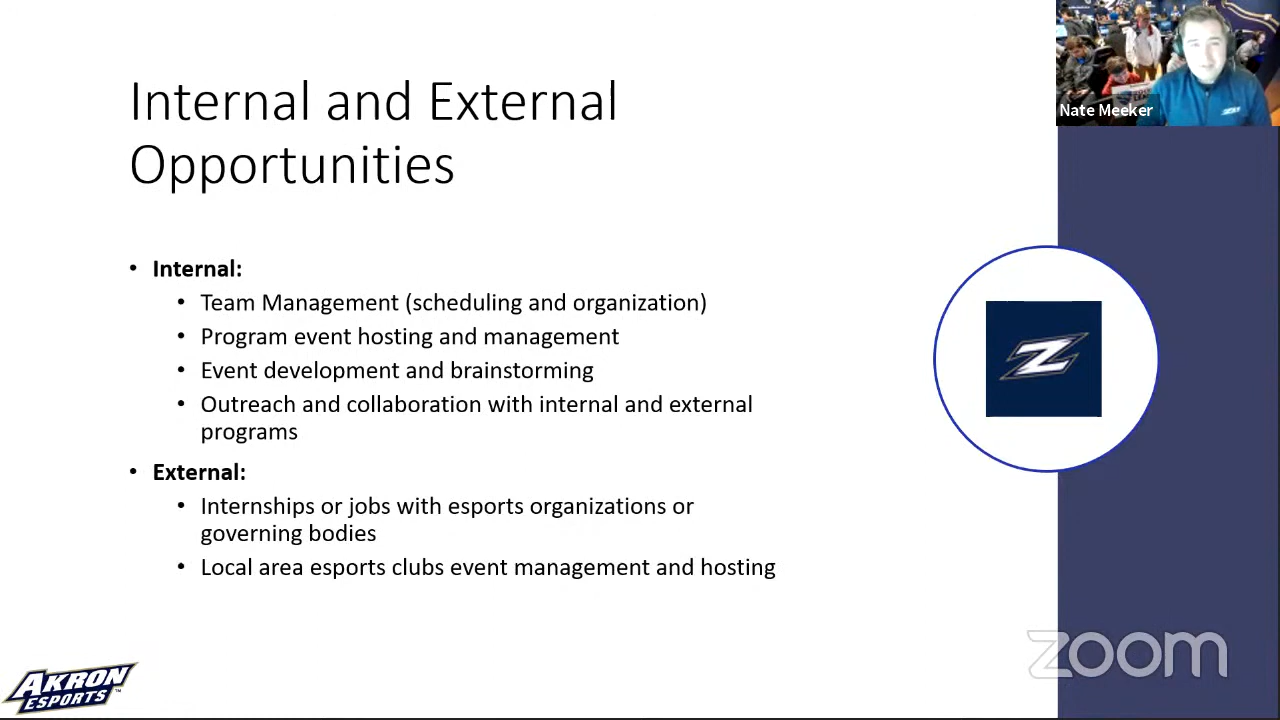 Internal and External
Opportunities
Nate Meeker
• Internal:
• Team Management (scheduling and organization)
• Program event hosting and management
• Event development and brainstorming
• Outreach and collaboration with internal and external
programs
• External:
• Internships or jobs with esports organizations or
governing bodies
• Local area esports clubs event management and hosting
Z
AKRON
ESPORTS™
zoom